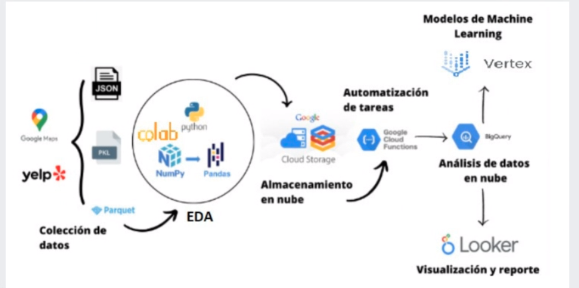 Modelos de Machine
Learning
Vertex
JSON
Automatización
de tareas
Google Maps
colab
python
Google
Google
Cloud
Functions
BigQuery
PKL
NumPy
Pandas
Cloud Storage
Análisis de datos
en nube
yelp
Almacenamiento
en nube
Parquet
EDA
Colección de
datos
Looker
Visualización y reporte